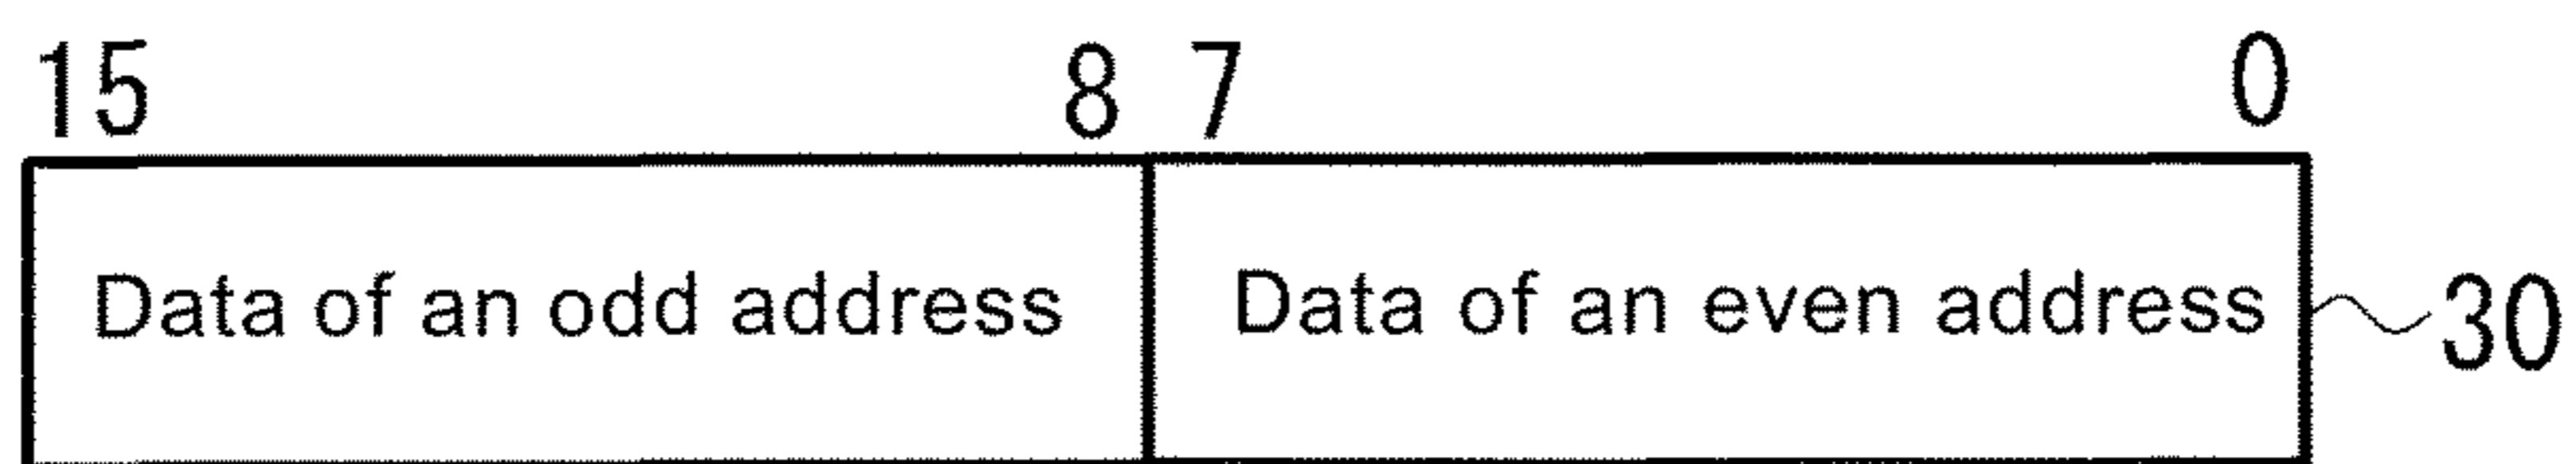 15 8 7 0
Data of an odd address Data of an even address 30